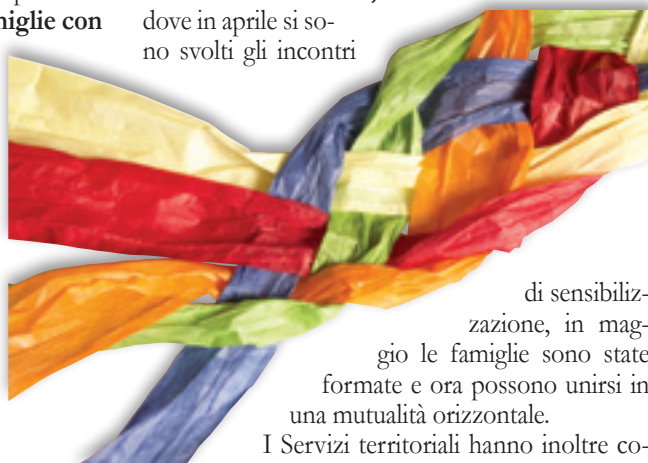 miglie con
dove in aprile si so-
no svolti gli incontri
di sensibiliz-
zazione, in mag-
gio le famiglie sono state
formate e ora possono unirsi in
una mutualità orizzontale.
I Servizi territoriali hanno inoltre co-